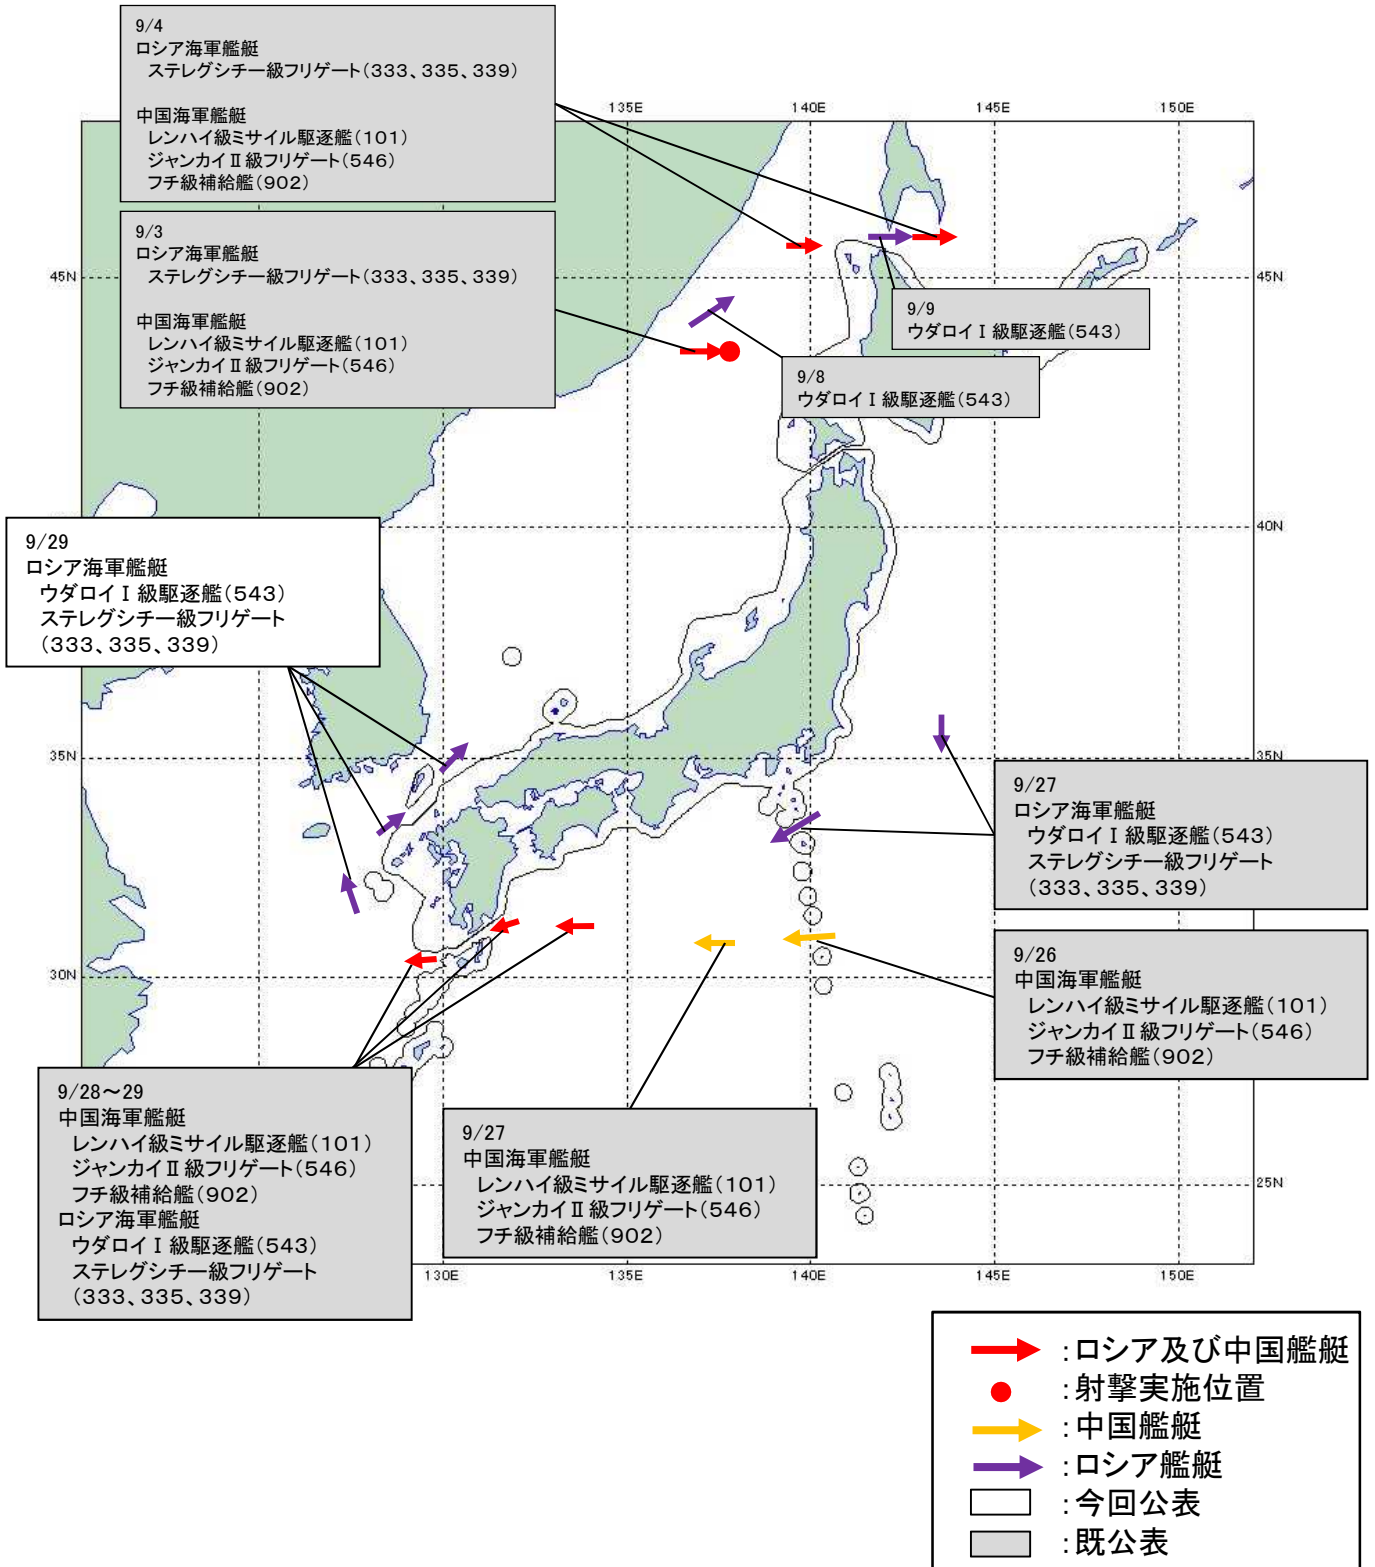 9/4
ロシア海軍艦艇
ステレグシチー級フリゲート(333、335、339)
中国海軍艦艇
レンハイ級ミサイル駆逐艦(101)
ジャンカイⅡ級フリゲート(546)
フチ級補給艦(902)
135E
140E
145E
150E
9/3
ロシア海軍艦艇
ステレグシチー級フリゲート(333、335、339)
中国海軍艦艇
レンハイ級ミサイル駆逐艦(101)
ジャンカイⅡ級フリゲート(546)
フチ級補給艦(902)
45N
45N
9/9
ウダロイⅠ級駆逐艦(543)
9/8
ウダロイⅠ級駆逐艦(543)
40N
9/29
ロシア海軍艦艇
ウダロイⅠ級駆逐艦(543)
ステレグシチー級フリゲート
(333、335、339)
35N
35N
9/27
ロシア海軍艦艇
ウダロイⅠ級駆逐艦(543)
ステレグシチー級フリゲート
(333、335、339)
9/26
中国海軍艦艇
レンハイ級ミサイル駆逐艦(101)
ジャンカイⅡ級フリゲート(546)
フチ級補給艦(902)
30N
9/28～29
中国海軍艦艇
レンハイ級ミサイル駆逐艦(101)
ジャンカイⅡ級フリゲート(546)
フチ級補給艦(902)
ロシア海軍艦艇
ウダロイⅠ級駆逐艦(543)
ステレグシチー級フリゲート
(333、335、339)
9/27
中国海軍艦艇
レンハイ級ミサイル駆逐艦(101)
ジャンカイⅡ級フリゲート(546)
フチ級補給艦(902)
25N
130E
135E
140E
145E
150E
:ロシア及び中国艦艇
:射撃実施位置
:中国艦艇
:ロシア艦艇
:今回公表
:既公表